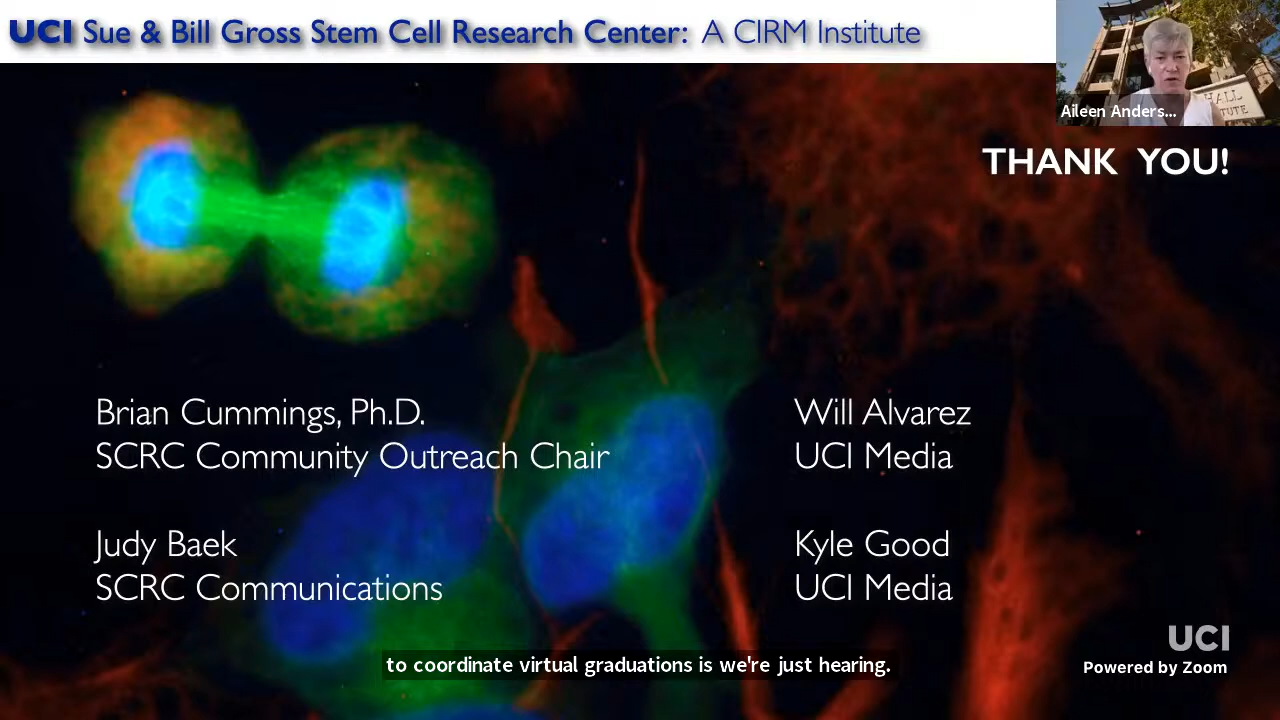 UCI Sue & Bill Gross Stem Cell Research Center: A CIRM Institute
HALL
TUTE
Aileen Anders...
THANK YOU!
Brian Cummings, Ph.D.
SCRC Community Outreach Chair
Will Alvarez
UCI Media
Judy Baek
SCRC Communications
Kyle Good
UCI Media
UCI
Powered by Zoom
to coordinate virtual graduations is we're just hearing.